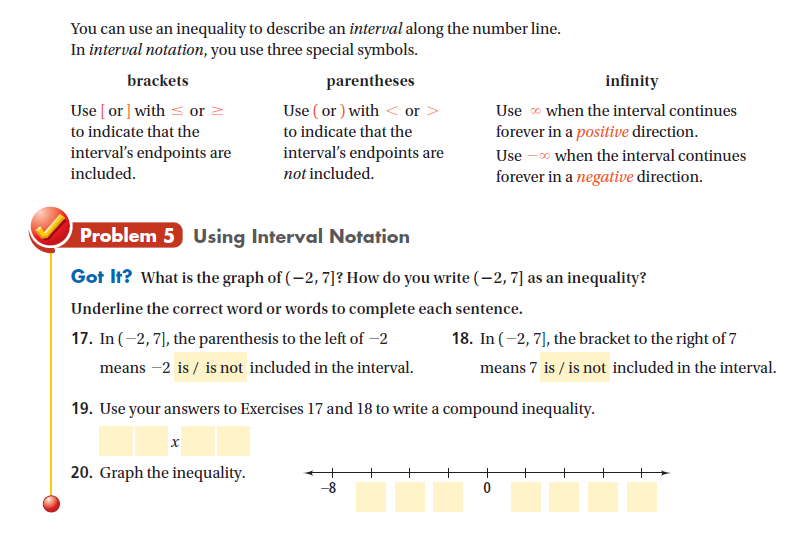 You can use an inequality to describe an interval along the number line.
In interval notation, you use three special symbols.
brackets
Use [ or ] with ≤ or ≥
to indicate that the
interval's endpoints are
included.
parentheses
Use ( or ) with < or >
to indicate that the
interval's endpoints are
not included.
infinity
Use ∞ when the interval continues
forever in a positive direction.
Use −∞ when the interval continues
forever in a negative direction.
Problem 5 Using Interval Notation
Got It? What is the graph of (−2, 7]? How do you write (−2, 7] as an inequality?
Underline the correct word or words to complete each sentence.
17. In (−2, 7], the parenthesis to the left of −2
means −2 is / is not included in the interval.
18. In (−2, 7], the bracket to the right of 7
means 7 is / is not included in the interval.
19. Use your answers to Exercises 17 and 18 to write a compound inequality.
x
20. Graph the inequality.
−8 0